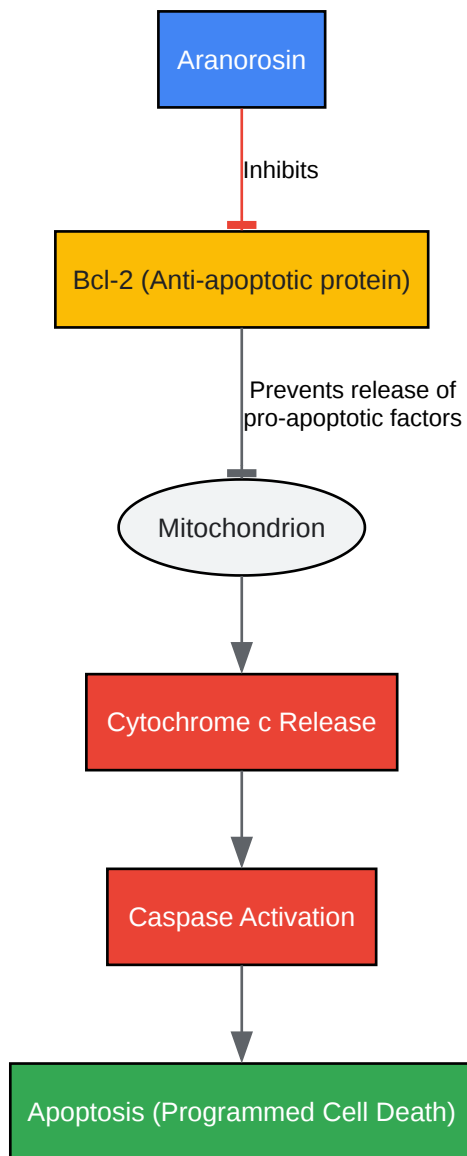 Aranorosin
Inhibits
Bcl-2 (Anti-apoptotic protein)
Prevents release of
pro-apoptotic factors
Mitochondrion
Cytochrome c Release
Caspase Activation
Apoptosis (Programmed Cell Death)